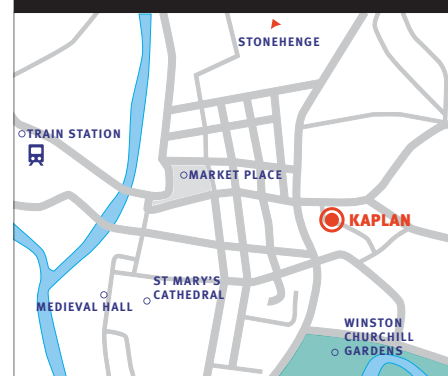 STONEHENGE
TRAIN STATION
MARKET PLACE
KAPLAN
ST MARY'S
CATHEDRAL
MEDIEVAL HALL
WINSTON
CHURCHILL
GARDENS